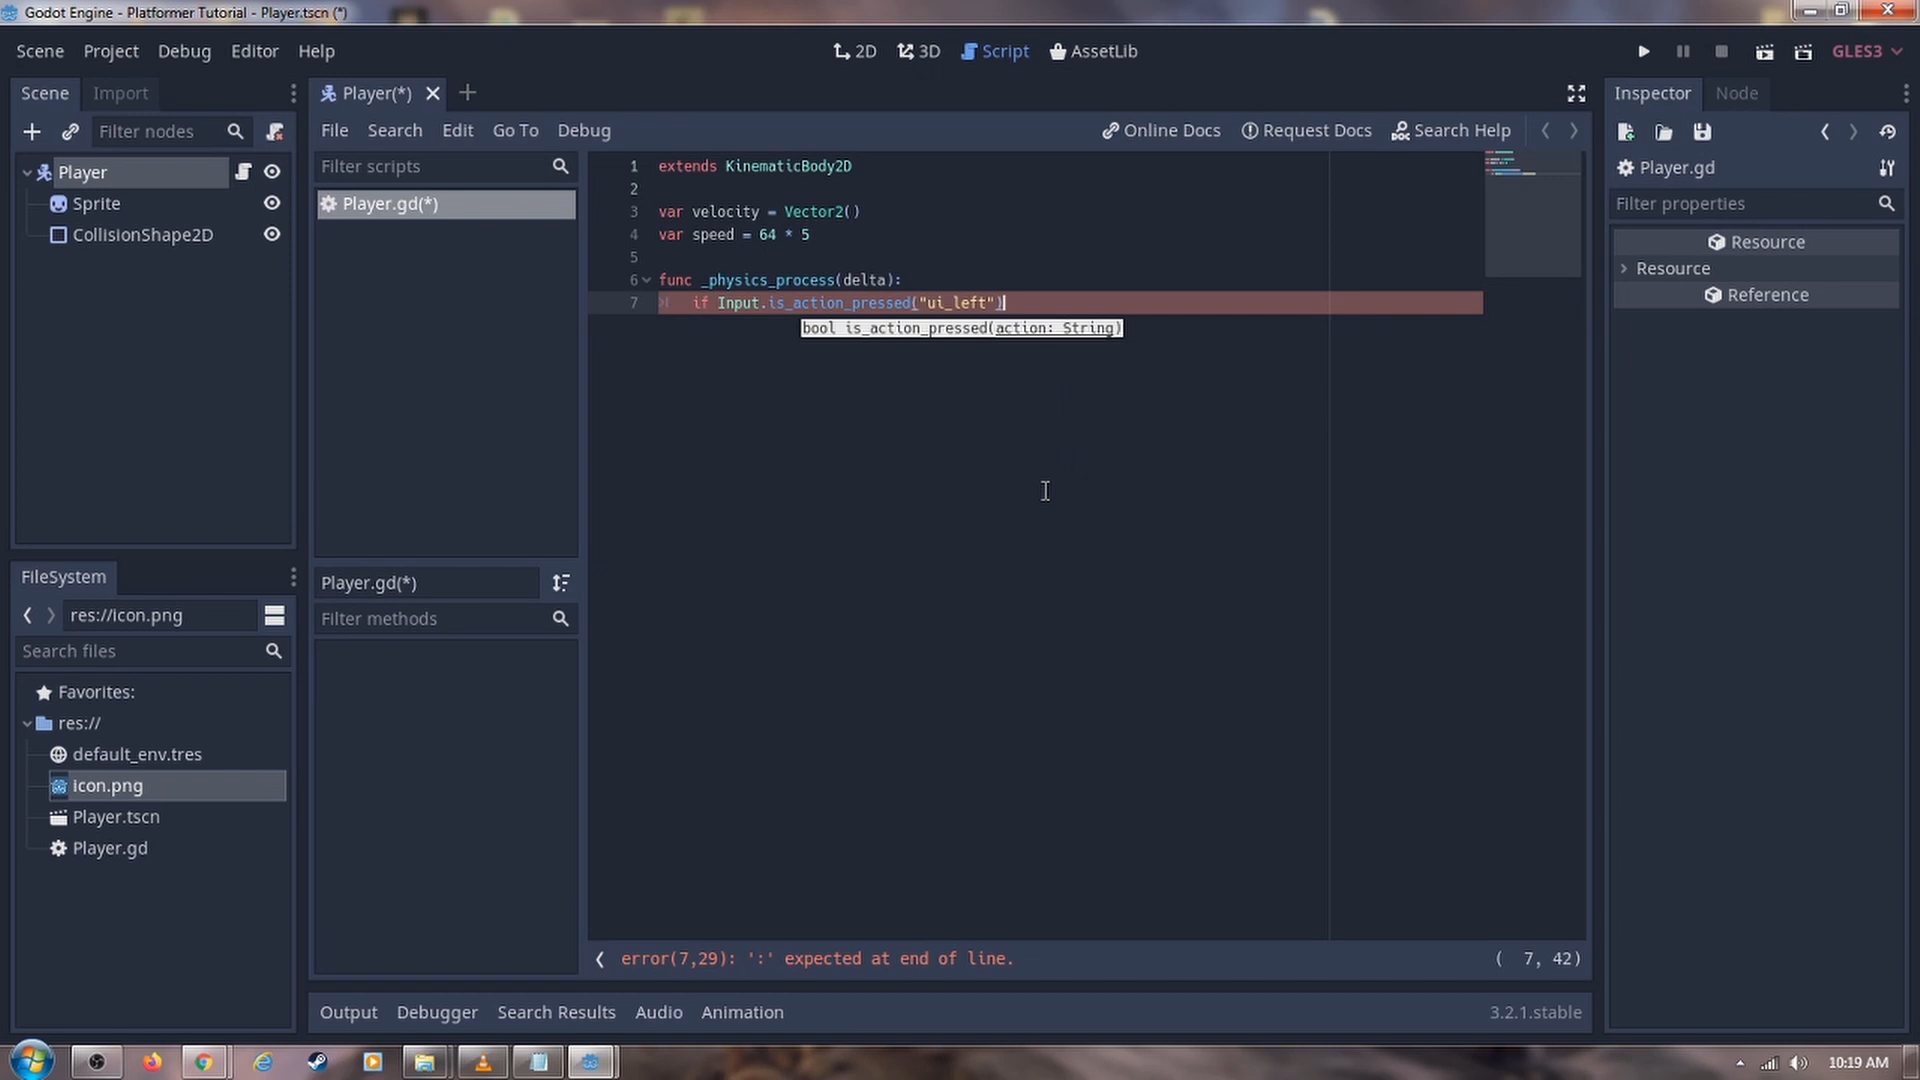 Godot Engine - Platformer Tutorial - Player.tscn (*)
Scene Project Debug Editor Help
2D 3D Script AssetLib
GLES3
Scene Import
Filter nodes
Player
Sprite
CollisionShape2D
FileSystem
res://icon.png
Search files
Favorites:
res://
default_env.tres
icon.png
Player.tscn
Player.gd
Player(*)
File Search Edit Go To Debug
Online Docs Request Docs Search Help
Filter scripts
Player.gd(*)
Player.gd(*)
Filter methods
1 extends KinematicBody2D
2
3 var velocity = Vector2()
4 var speed = 64 * 5
5
6 func _physics_process(delta):
7 if Input.is_action_pressed("ui_left")
bool is_action_pressed(action: String)
error(7,29): ':' expected at end of line.
( 7, 42)
Output Debugger Search Results Audio Animation
3.2.1.stable
Inspector Node
Player.gd
Filter properties
Resource
Resource
Reference
10:19 AM